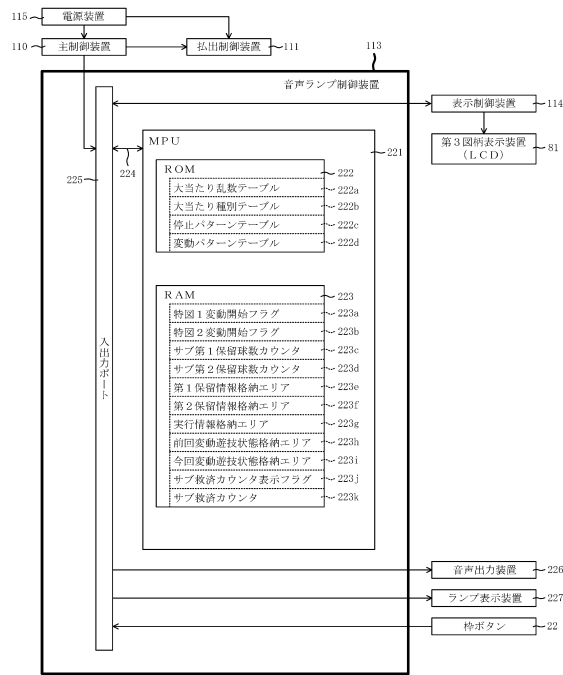 115
電源装置
110
主制御装置
払出制御装置
111
113
音声ランプ制御装置
表示制御装置
114
第３図柄表示装置
（ＬＣＤ）
81
ＭＰＵ
221
224
225
ＲＯＭ
222
大当たり乱数テーブル
222a
大当たり種別テーブル
222b
停止パターンテーブル
222c
変動パターンテーブル
222d
ＲＡＭ
223
特図１変動開始フラグ
223a
特図２変動開始フラグ
223b
サブ第１保留球数カウンタ
223c
サブ第２保留球数カウンタ
223d
第１保留情報格納エリア
223e
第２保留情報格納エリア
223f
実行情報格納エリア
223g
前回変動遊技状態格納エリア
223h
今回変動遊技状態格納エリア
223i
サブ救済カウンタ表示フラグ
223j
サブ救済カウンタ
223k
入出力ポート
音声出力装置
226
ランプ表示装置
227
枠ボタン
22